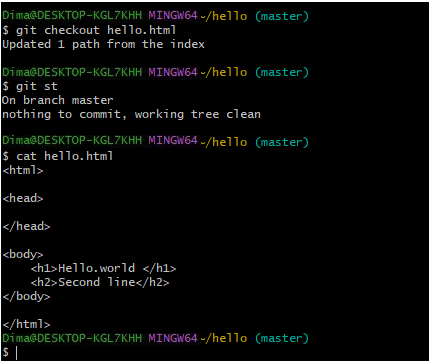 Dima@DESKTOP-KGL7KHH MINGW64 ~/hello (master)
$ git checkout hello.html
Updated 1 path from the index
Dima@DESKTOP-KGL7KHH MINGW64 ~/hello (master)
$ git st
On branch master
nothing to commit, working tree clean
Dima@DESKTOP-KGL7KHH MINGW64 ~/hello (master)
$ cat hello.html
<html>
<head>
</head>
<body>
    <h1>Hello.world </h1>
    <h2>Second line</h2>
</body>
</html>
Dima@DESKTOP-KGL7KHH MINGW64 ~/hello (master)
$